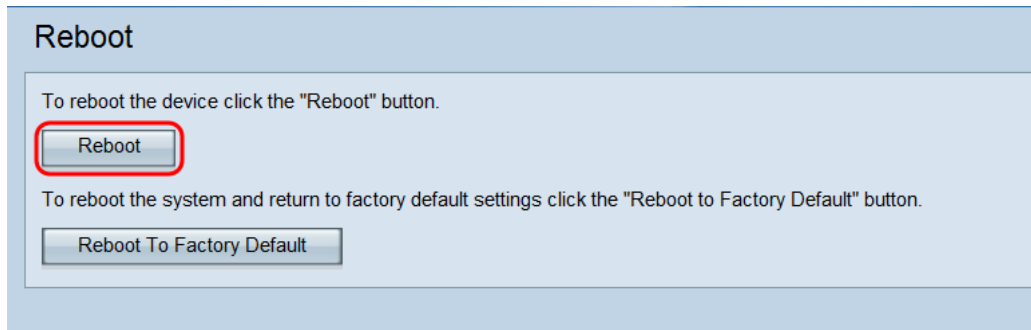 Reboot
To reboot the device click the "Reboot" button.
Reboot
To reboot the system and return to factory default settings click the "Reboot to Factory Default" button.
Reboot To Factory Default